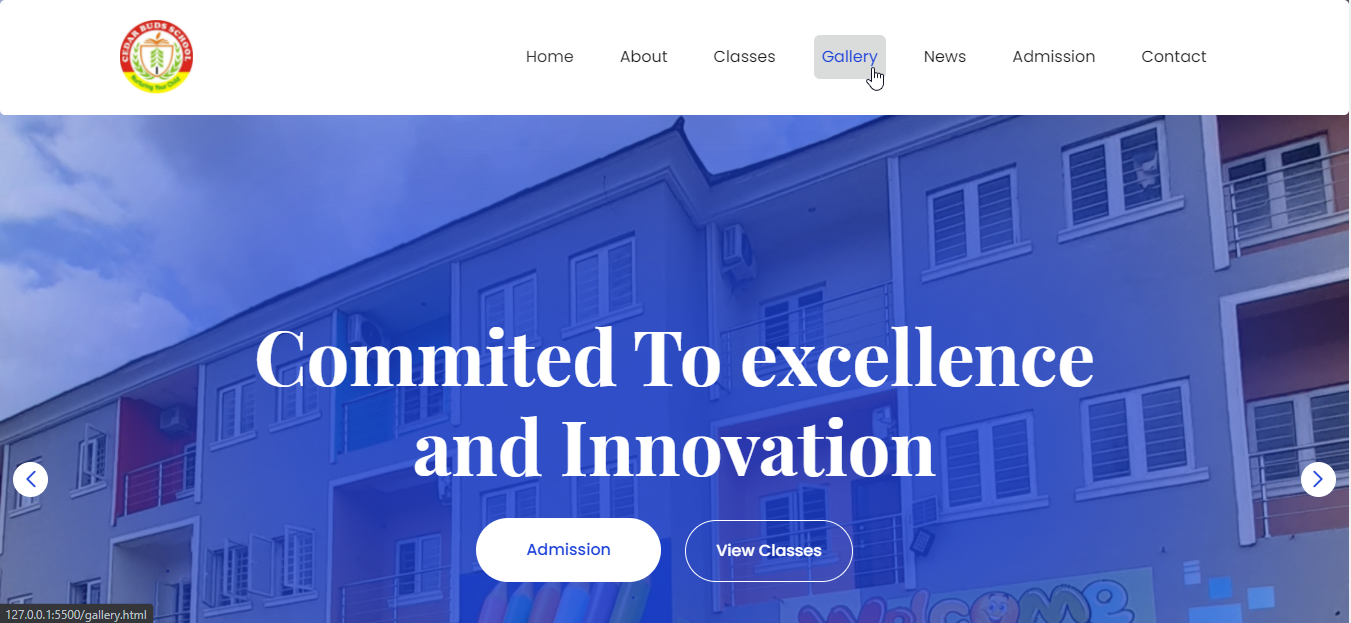 CEDAR BUDS SCHOOL
Nurturing Your Child
Home About Classes Gallery News Admission Contact
Commited To excellence
and Innovation
Admission View Classes
Welcome
127.0.0.1:5500/gallery.html